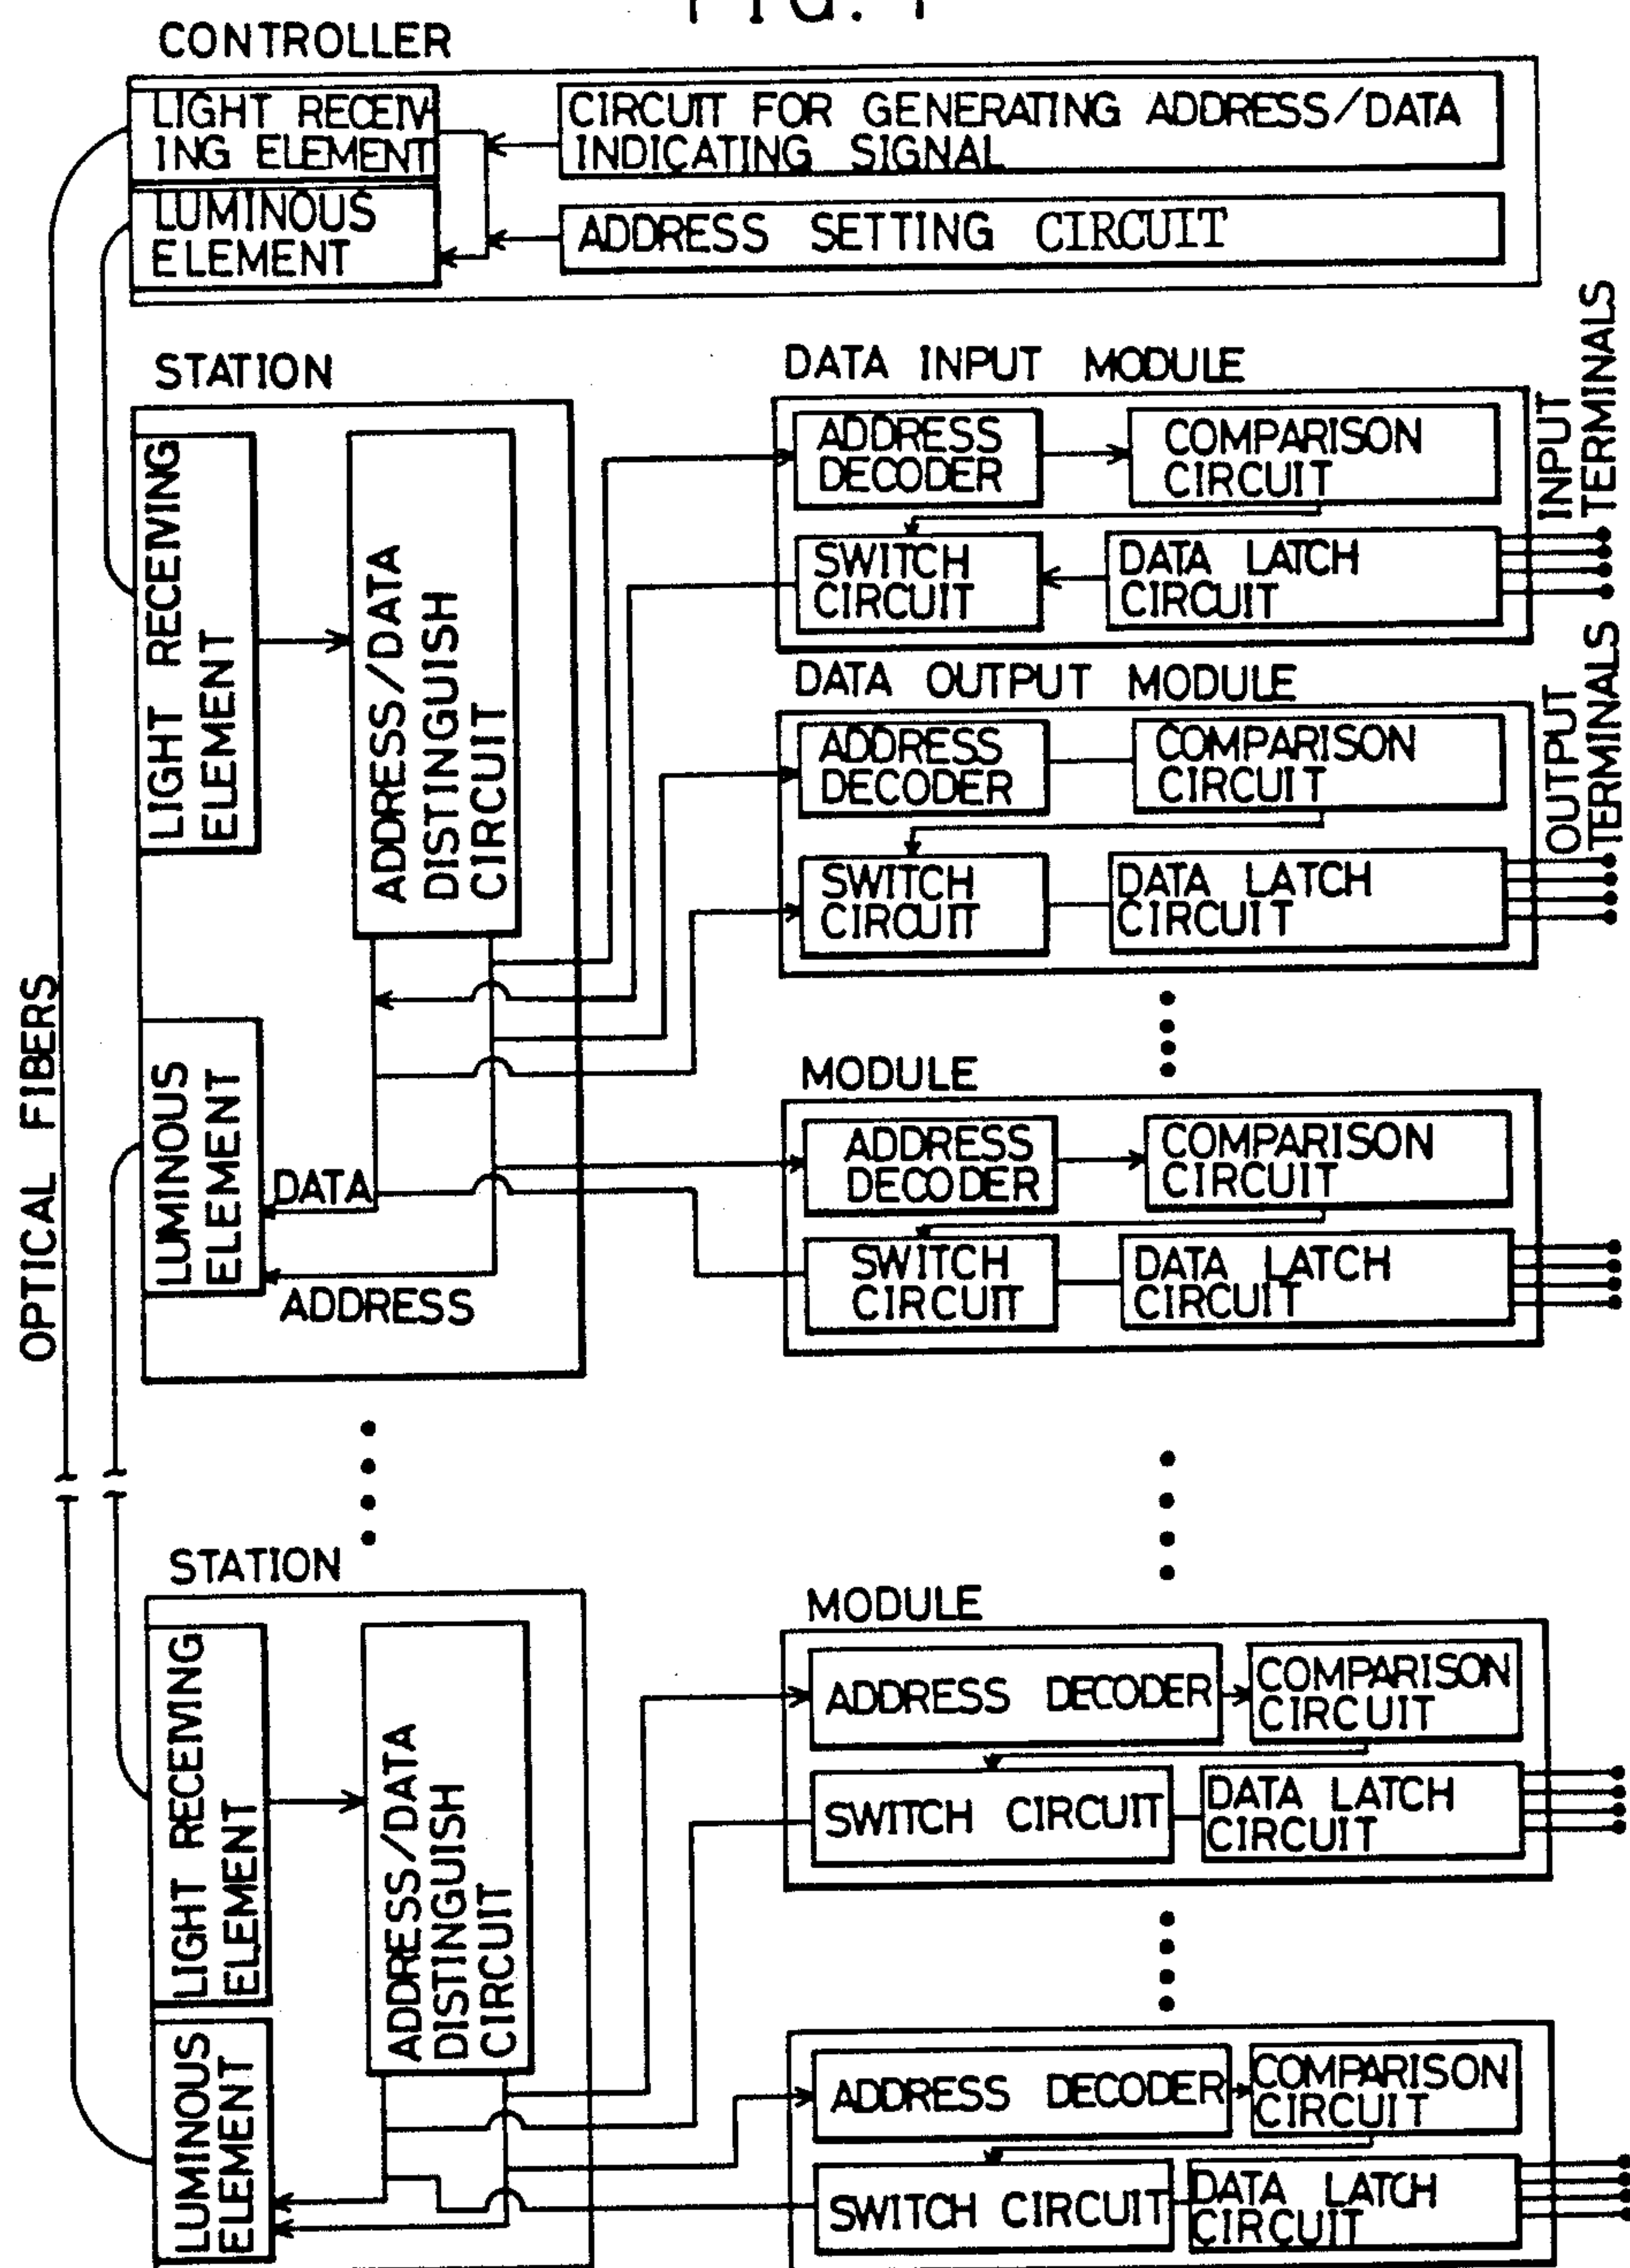 FIG. 1
CONTROLLER
LIGHT RECEIV-
ING ELEMENT
CIRCUIT FOR GENERATING ADDRESS/DATA
INDICATING SIGNAL
LUMINOUS
ELEMENT
ADDRESS SETTING CIRCUIT
OPTICAL FIBERS
STATION
LIGHT RECEIVING
ELEMENT
ADDRESS/DATA
DISTINGUISH
CIRCUIT
LUMINOUS
ELEMENT
DATA
ADDRESS
DATA INPUT MODULE
ADDRESS
DECODER
COMPARISON
CIRCUIT
SWITCH
CIRCUIT
DATA LATCH
CIRCUIT
INPUT
TERMINALS
DATA OUTPUT MODULE
ADDRESS
DECODER
COMPARISON
CIRCUIT
SWITCH
CIRCUIT
DATA LATCH
CIRCUIT
OUTPUT
TERMINALS
MODULE
ADDRESS
DECODER
COMPARISON
CIRCUIT
SWITCH
CIRCUIT
DATA LATCH
CIRCUIT
STATION
LIGHT RECEIVING
ELEMENT
ADDRESS/DATA
DISTINGUISH
CIRCUIT
LUMINOUS
ELEMENT
MODULE
ADDRESS DECODER
COMPARISON
CIRCUIT
SWITCH CIRCUIT
DATA LATCH
CIRCUIT
ADDRESS DECODER
COMPARISON
CIRCUIT
SWITCH CIRCUIT
DATA LATCH
CIRCUIT